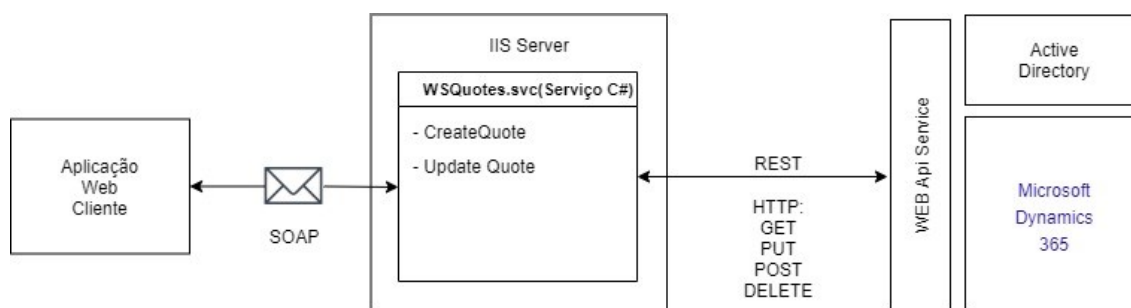 Aplicação
Web
Cliente
SOAP
IIS Server
WSQuotes.svc(Serviço C#)
- CreateQuote
- Update Quote
REST
HTTP:
GET
PUT
POST
DELETE
WEB Api Service
Active
Directory
Microsoft
Dynamics
365